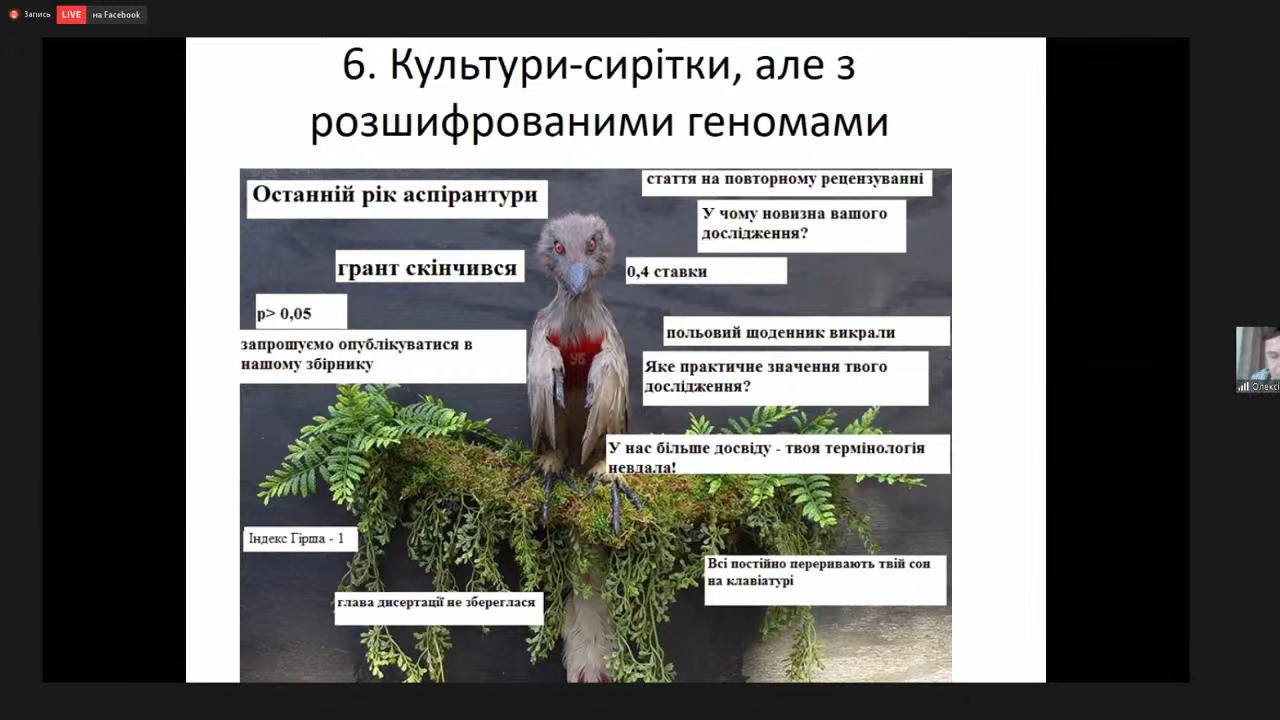 Запись
LIVE
на Facebook
6. Культури-сирітки, але з
розшифрованими геномами
Останній рік аспірантури
стаття на повторному рецензуванні
У чому новизна вашого
дослідження?
грант скінчився
0,4 ставки
р> 0,05
запрошуємо опублікуватися в
нашому збірнику
польовий щоденник викрали
Яке практичне значення твого
дослідження?
У нас більше досвіду - твоя термінологія
невдала!
Індекс Гірша - 1
Всі постійно переривають твій сон
на клавіатурі
глава дисертації не збереглася